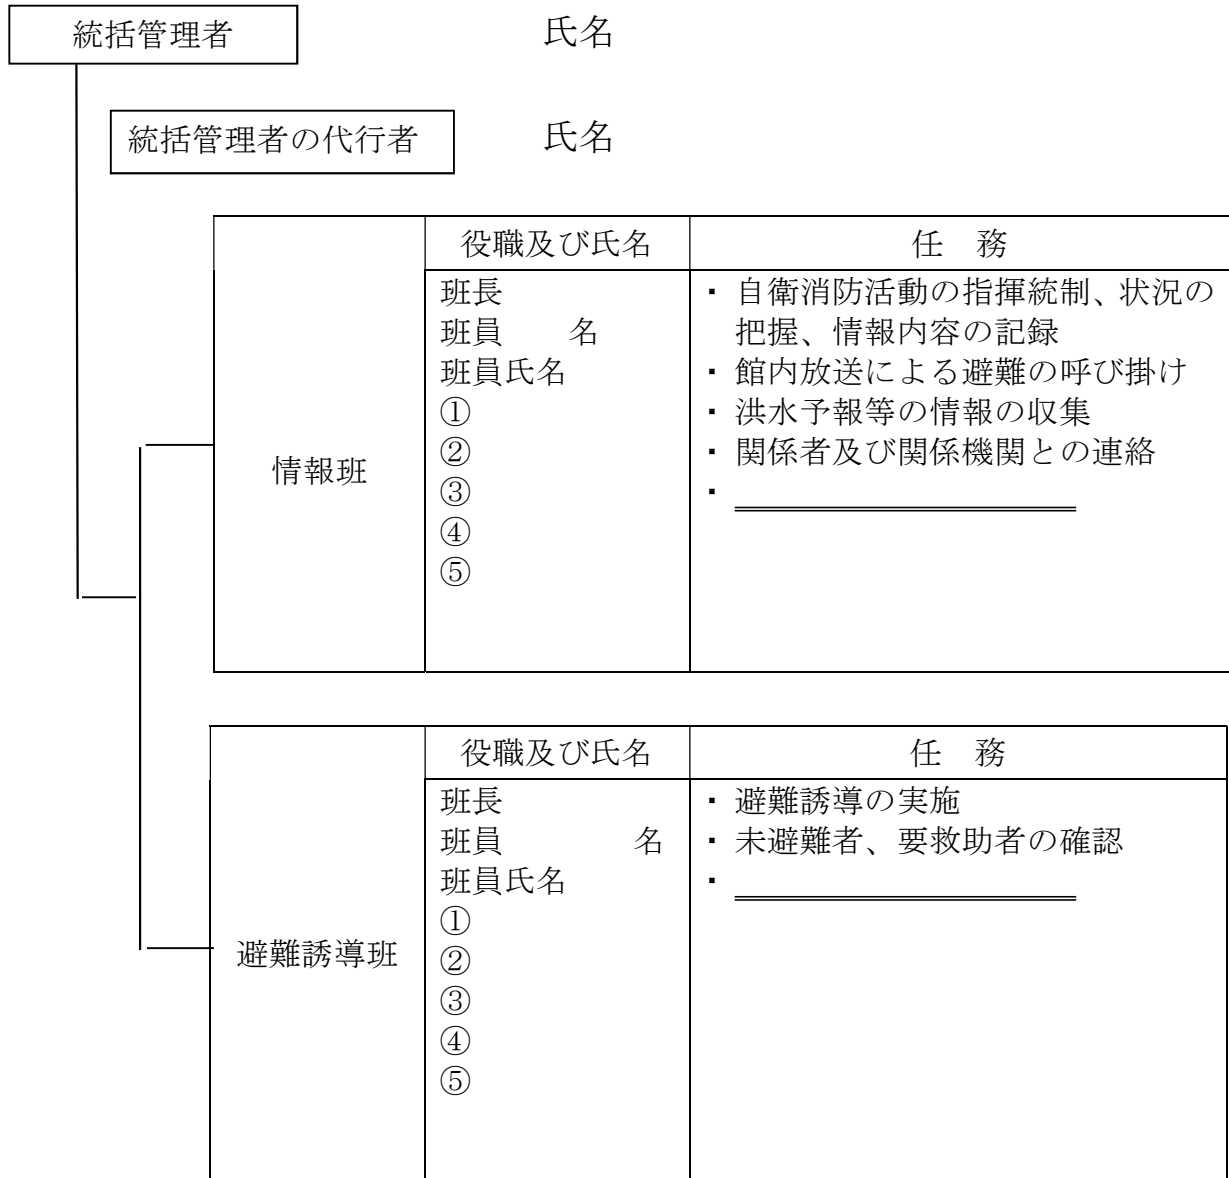 統括管理者 氏名
統括管理者の代行者 氏名
役職及び氏名 任 務
情報班
班長
班員 名
班員氏名
①
②
③
④
⑤
・ 自衛消防活動の指揮統制、状況の
把握、情報内容の記録
・ 館内放送による避難の呼び掛け
・ 洪水予報等の情報の収集
・ 関係者及び関係機関との連絡
・
役職及び氏名 任 務
避難誘導班
班長
班員 名
班員氏名
①
②
③
④
⑤
・ 避難誘導の実施
・ 未避難者、要救助者の確認
・